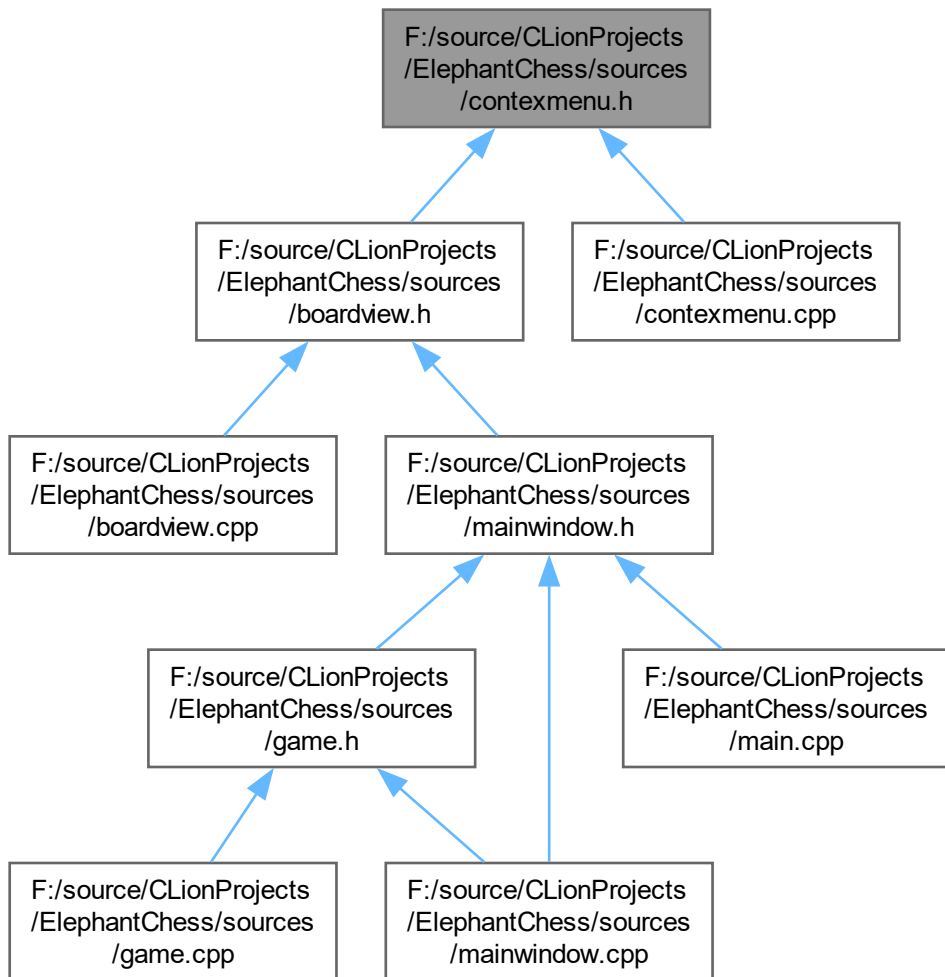 F:/source/CLionProjects
/ElephantChess/sources
/contexmenu.h
F:/source/CLionProjects
/ElephantChess/sources
/boardview.h
F:/source/CLionProjects
/ElephantChess/sources
/contexmenu.cpp
F:/source/CLionProjects
/ElephantChess/sources
/boardview.cpp
F:/source/CLionProjects
/ElephantChess/sources
/mainwindow.h
F:/source/CLionProjects
/ElephantChess/sources
/game.h
F:/source/CLionProjects
/ElephantChess/sources
/main.cpp
F:/source/CLionProjects
/ElephantChess/sources
/game.cpp
F:/source/CLionProjects
/ElephantChess/sources
/mainwindow.cpp